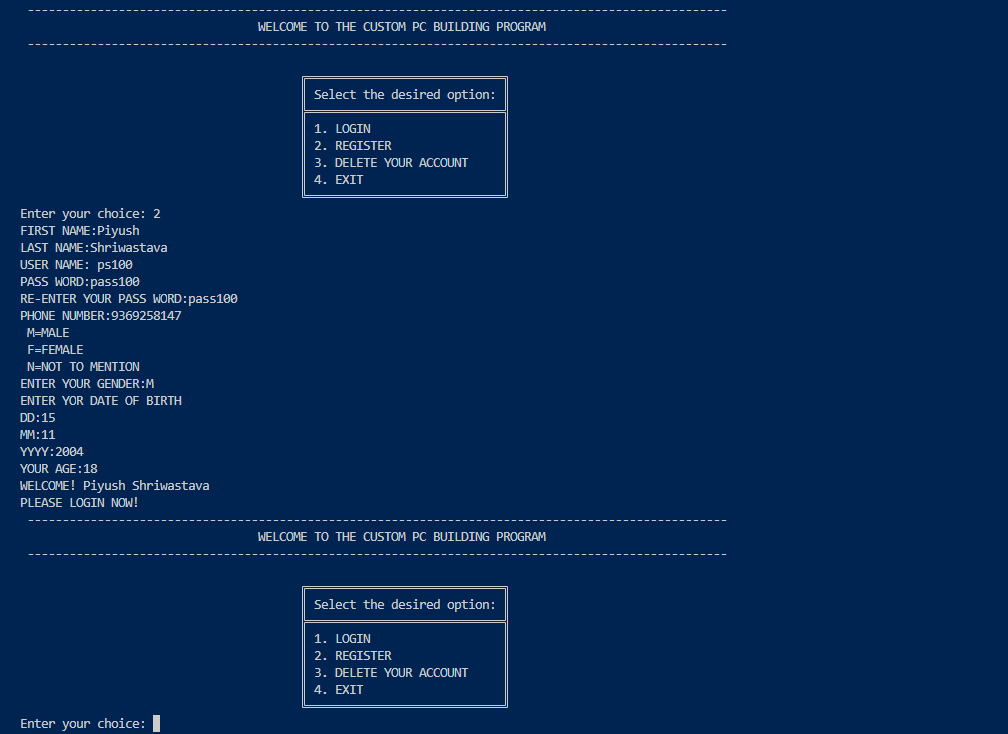 ----------------------------------------------------------------------------------------------------
WELCOME TO THE CUSTOM PC BUILDING PROGRAM
----------------------------------------------------------------------------------------------------
Select the desired option:
1. LOGIN
2. REGISTER
3. DELETE YOUR ACCOUNT
4. EXIT
Enter your choice: 2
FIRST NAME:Piyush
LAST NAME:Shriwastava
USER NAME: ps100
PASS WORD:pass100
RE-ENTER YOUR PASS WORD:pass100
PHONE NUMBER:9369258147
M=MALE
F=FEMALE
N=NOT TO MENTION
ENTER YOUR GENDER:M
ENTER YOR DATE OF BIRTH
DD:15
MM:11
YYYY:2004
YOUR AGE:18
WELCOME! Piyush Shriwastava
PLEASE LOGIN NOW!
----------------------------------------------------------------------------------------------------
WELCOME TO THE CUSTOM PC BUILDING PROGRAM
----------------------------------------------------------------------------------------------------
Select the desired option:
1. LOGIN
2. REGISTER
3. DELETE YOUR ACCOUNT
4. EXIT
Enter your choice: